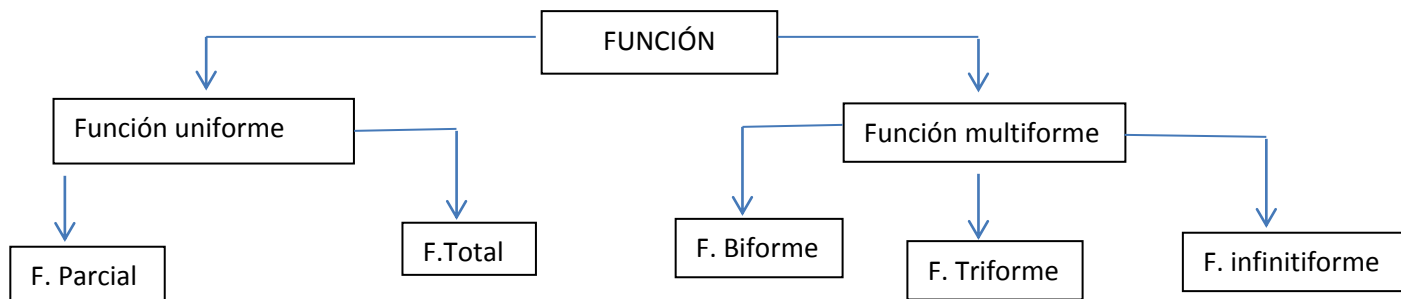 FUNCIÓN
Función uniforme
Función multiforme
F. Parcial
F.Total
F. Biforme
F. Triforme
F. infinitiforme